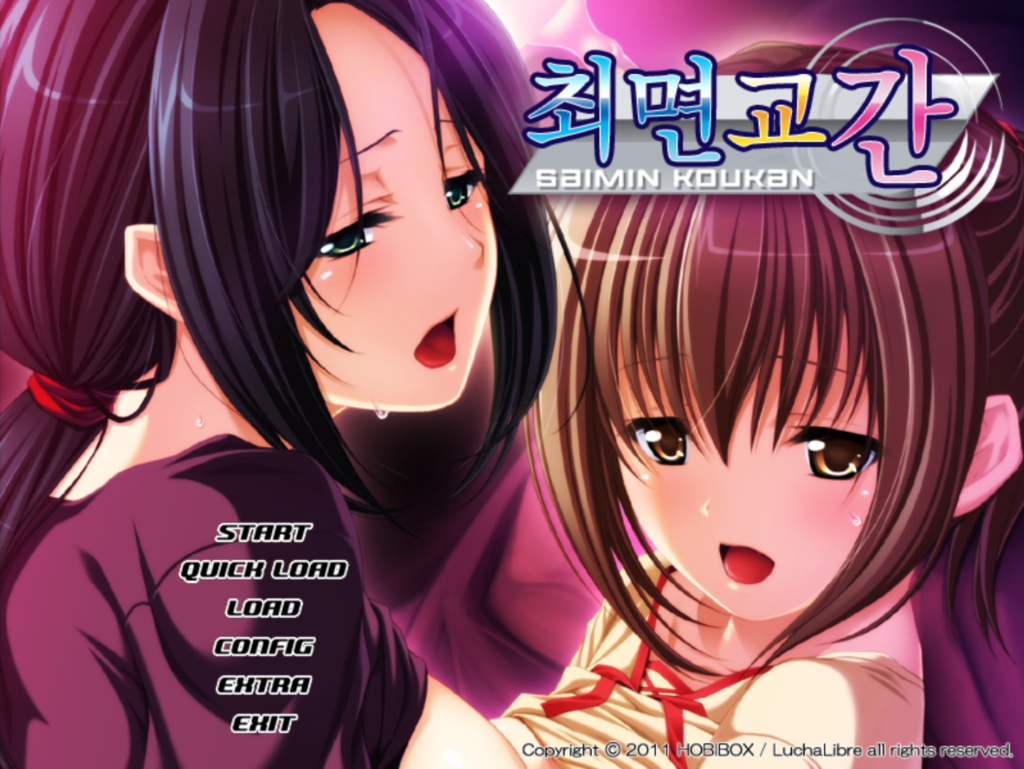 최면교간
SAIMIN KOUKAN
START
QUICK LOAD
LOAD
CONFIG
EXTRA
EXIT
Copyright © 2011 HOBIBOX / LuchaLibre all rights reserved.